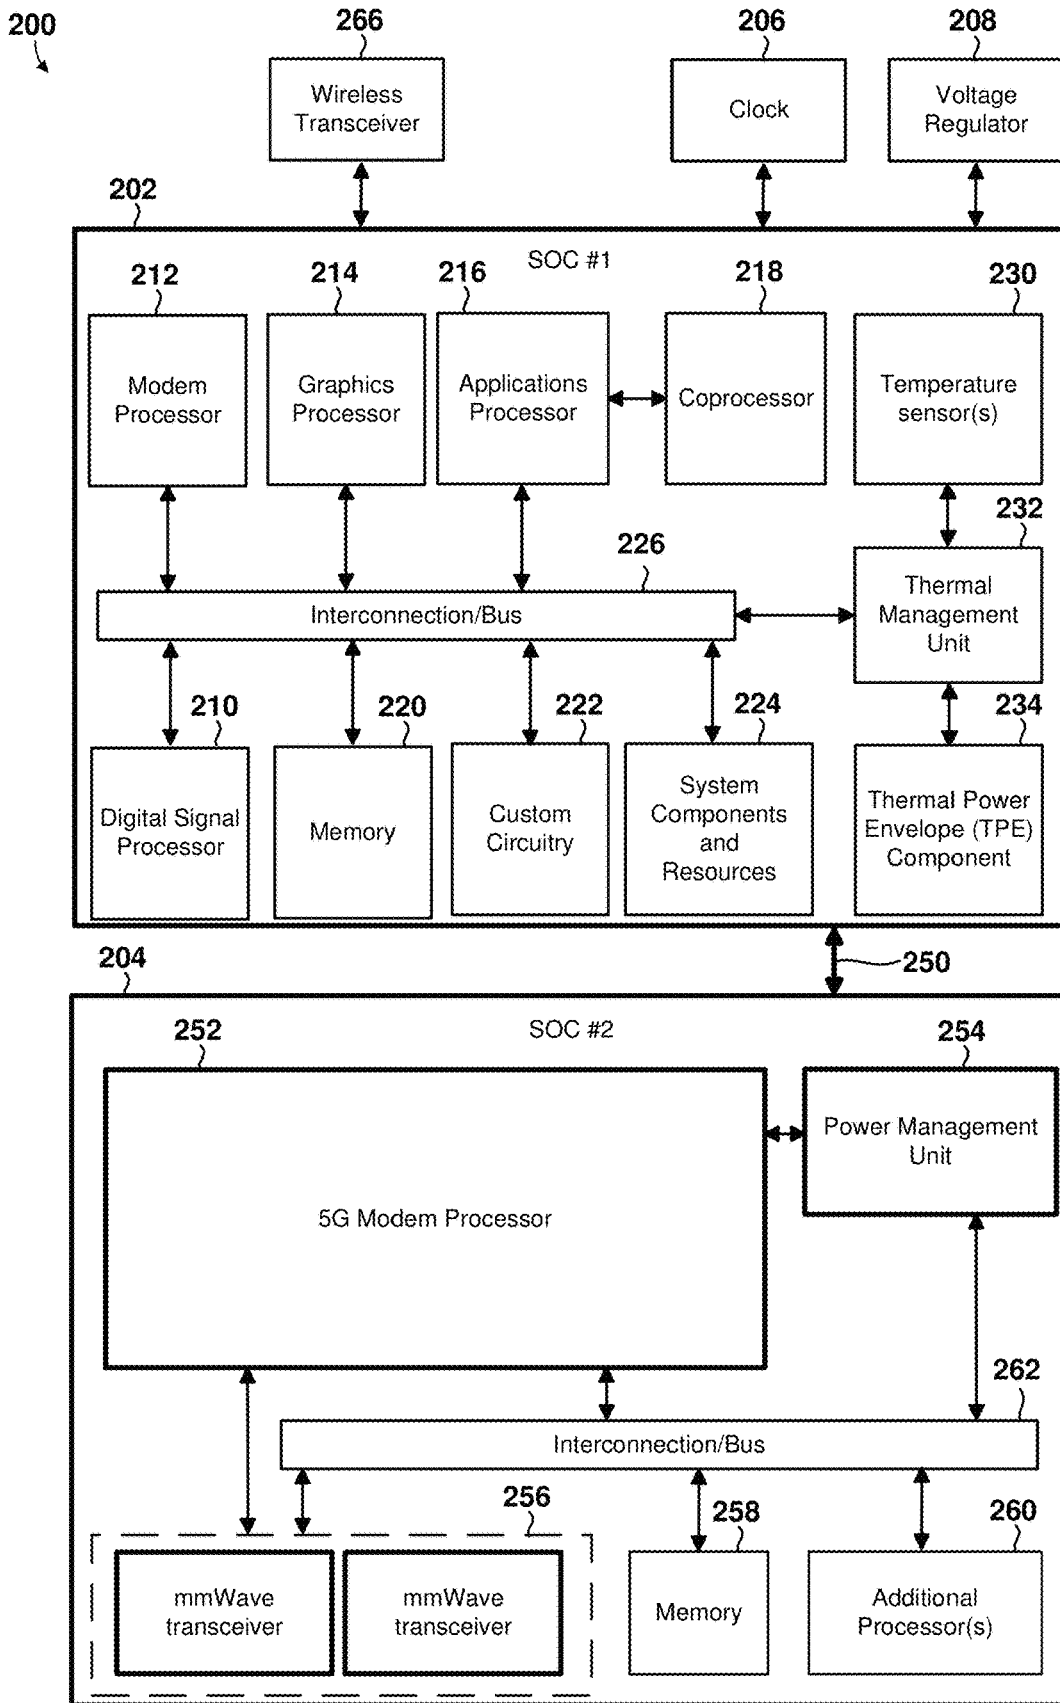 200
266
206
208
Wireless
Transceiver
Clock
Voltage
Regulator
202
SOC #1
212
214
216
218
230
Modem
Processor
Graphics
Processor
Applications
Processor
Coprocessor
Temperature
sensor(s)
232
226
Interconnection/Bus
Thermal
Management
Unit
210
220
222
224
234
Digital Signal
Processor
Memory
Custom
Circuitry
System
Components
and
Resources
Thermal Power
Envelope (TPE)
Component
204
250
SOC #2
252
254
5G Modem Processor
Power Management
Unit
262
Interconnection/Bus
256
258
260
mmWave
transceiver
mmWave
transceiver
Memory
Additional
Processor(s)